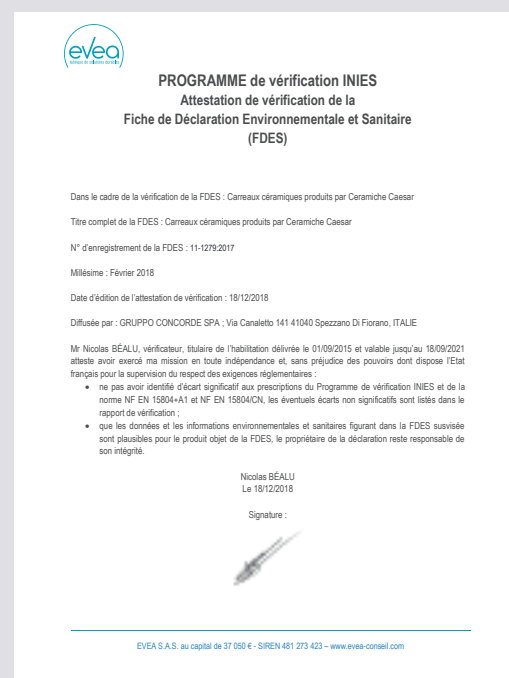 evea
fabrique de solutions durables
PROGRAMME de vérification INIES
Attestation de vérification de la
Fiche de Déclaration Environnementale et Sanitaire
(FDES)
Dans le cadre de la vérification de la FDES : Carreaux céramiques produits par Ceramiche Caesar
Titre complet de la FDES : Carreaux céramiques produits par Ceramiche Caesar
N° d'enregistrement de la FDES : 11-1279:2017
Millésime : Février 2018
Date d'édition de l'attestation de vérification : 18/12/2018
Diffusée par : GRUPPO CONCORDE SPA ; Via Canaletto 141 41040 Spezzano Di Fiorano, ITALIE
Mr Nicolas BÉALU, vérificateur, titulaire de l'habilitation délivrée le 01/09/2015 et valable jusqu'au 18/09/2021
atteste avoir exercé ma mission en toute indépendance et, sans préjudice des pouvoirs dont dispose l'Etat
français pour la supervision du respect des exigences réglementaires :
• ne pas avoir identifié d'écart significatif aux prescriptions du Programme de vérification INIES et de la
norme NF EN 15804+A1 et NF EN 15804/CN, les éventuels écarts non significatifs sont listés dans le
rapport de vérification ;
• que les données et les informations environnementales et sanitaires figurant dans la FDES susvisée
sont plausibles pour le produit objet de la FDES, le propriétaire de la déclaration reste responsable de
son intégrité.
Nicolas BÉALU
Le 18/12/2018
Signature :
EVEA S.A.S. au capital de 37 050 € - SIREN 481 273 423 – www.evea-conseil.com